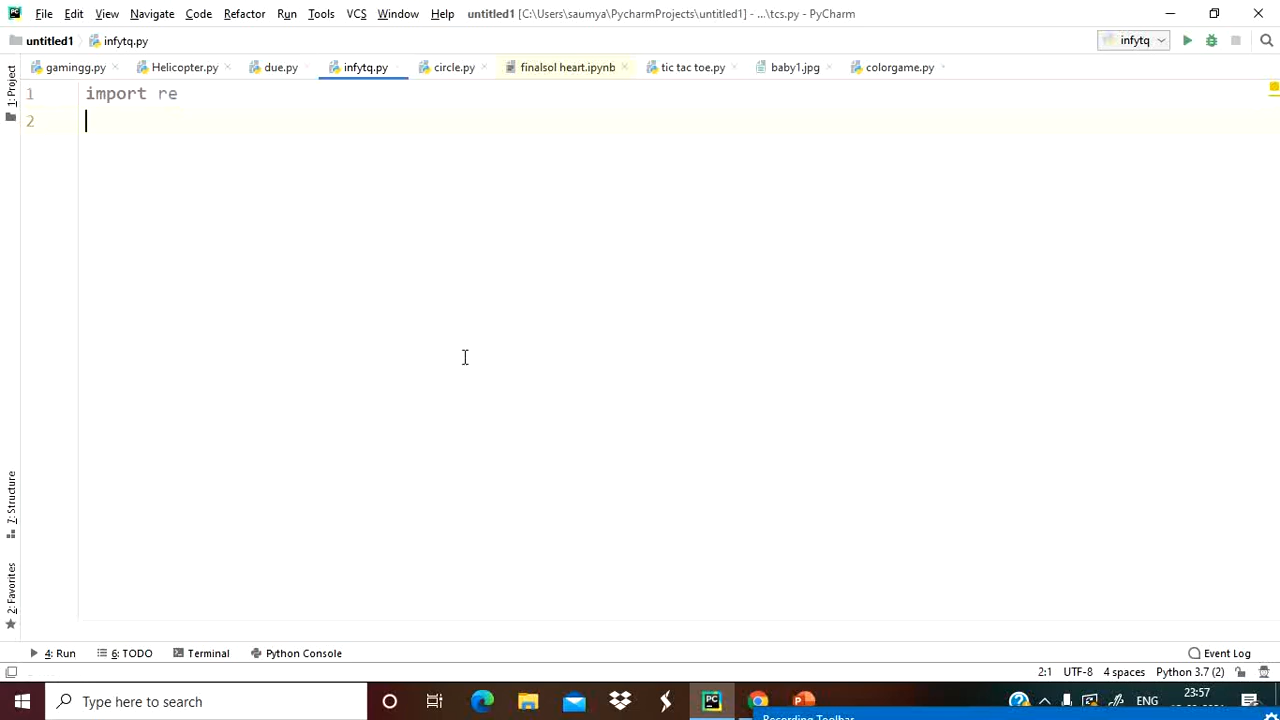 File Edit View Navigate Code Refactor Run Tools VCS Window Help untitled1 [C:\Users\saumya\PycharmProjects\untitled1] - ...\tcs.py - PyCharm
untitled1 infytq.py infytq
gamingg.py Helicopter.py due.py infytq.py circle.py finalsol heart.ipynb tic tac toe.py baby1.jpg colorgame.py
1: Project
1 import re
2
7: Structure
2: Favorites
4: Run 6: TODO Terminal Python Console Event Log
2:1 UTF-8 4 spaces Python 3.7 (2)
Type here to search ENG 23:57
Recording Toolbar